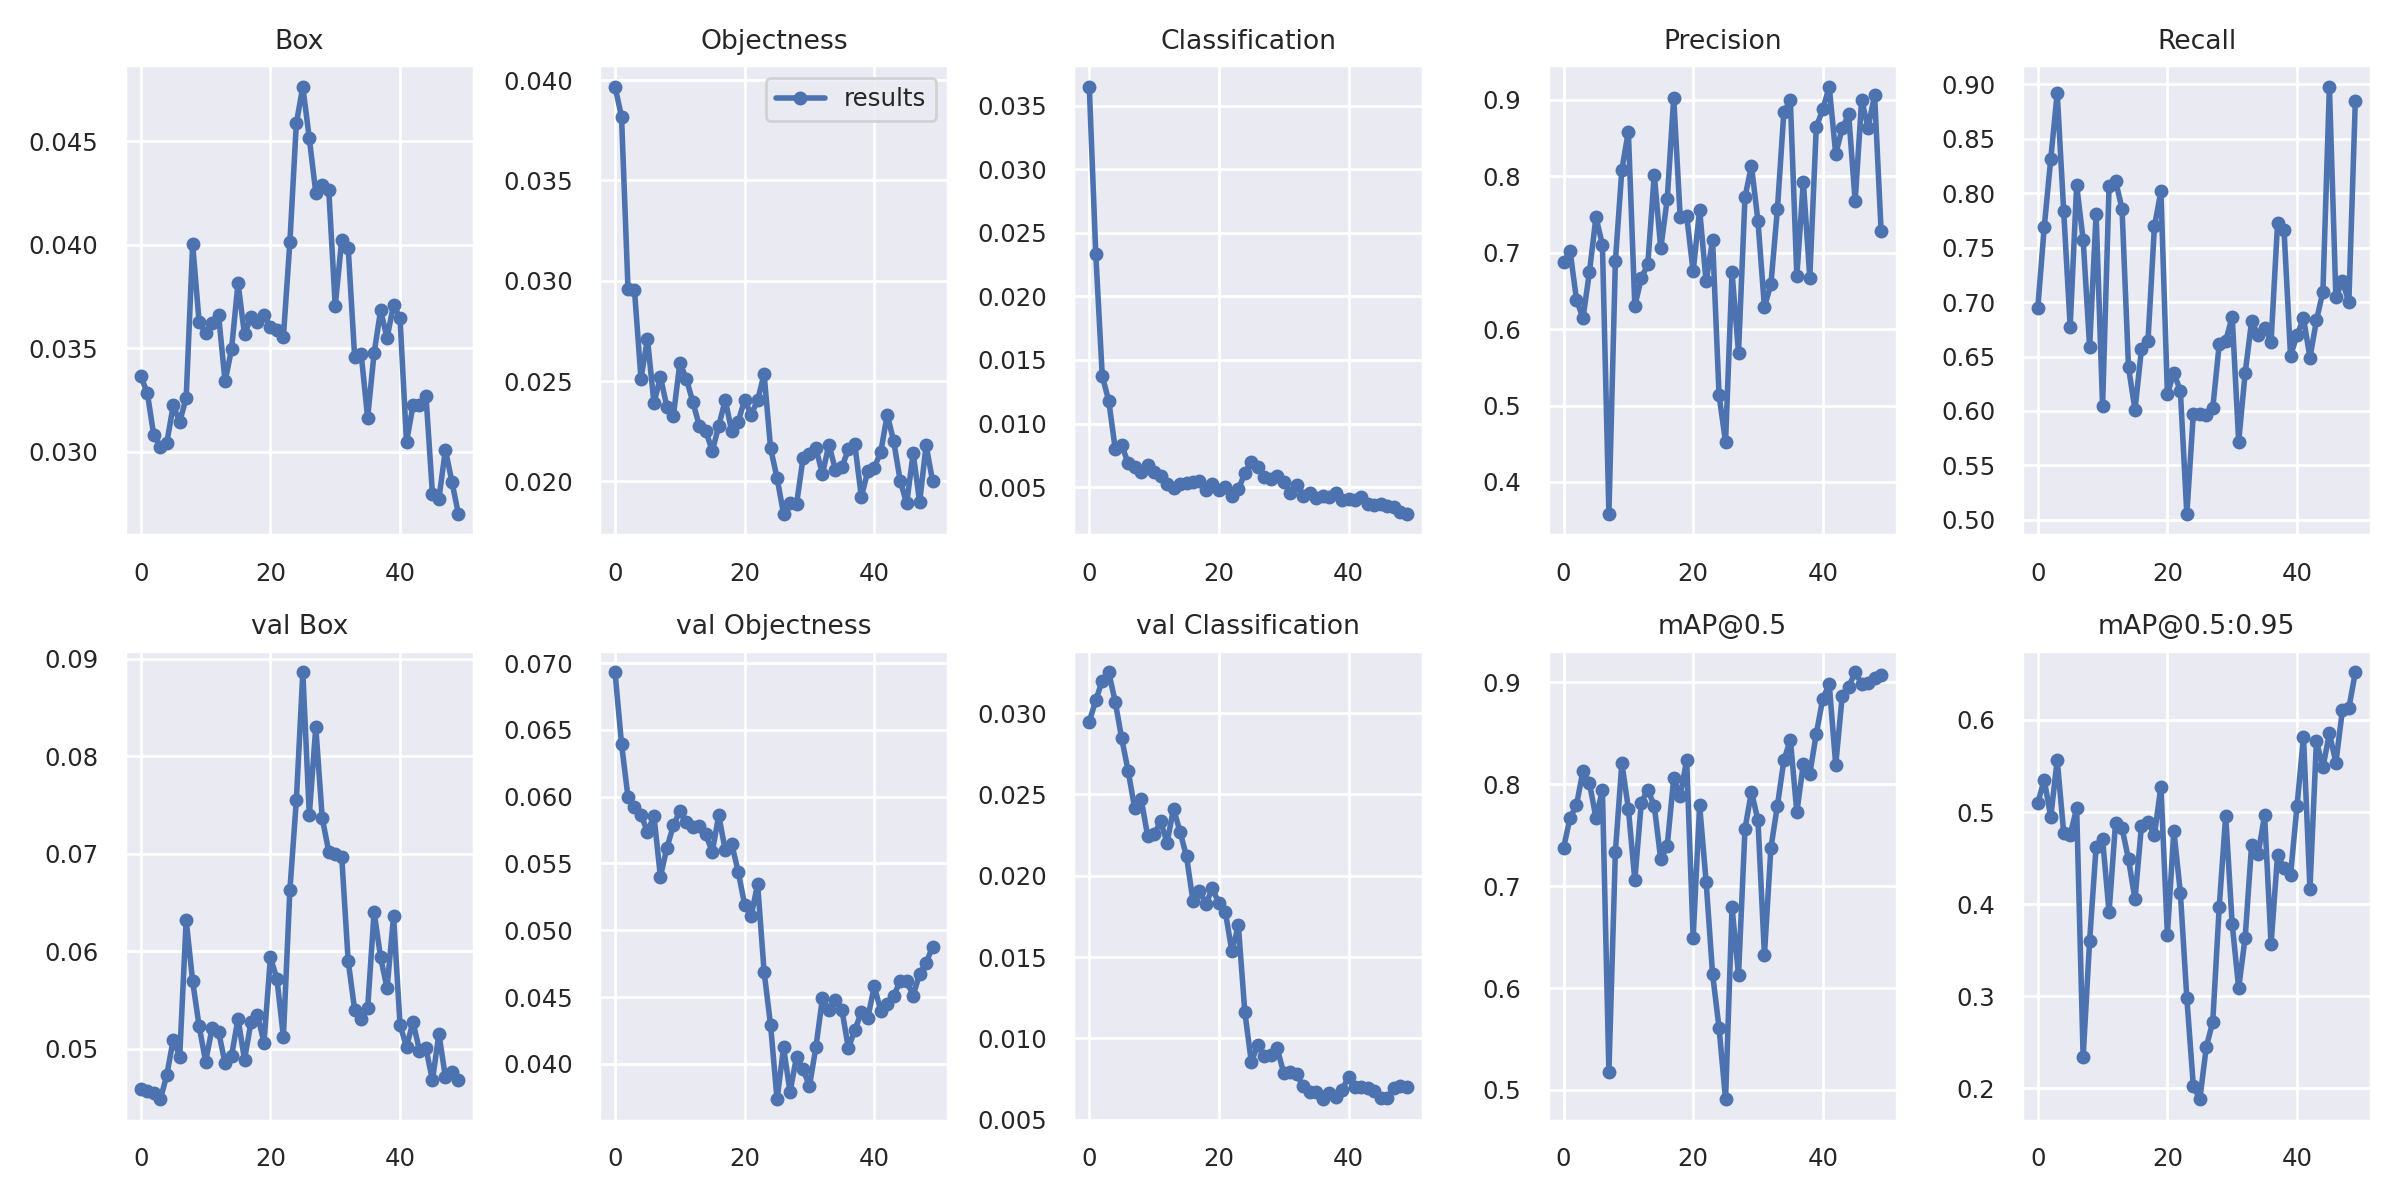 Box
0.045
0.040
0.035
0.030
0 20 40
Objectness
results
0.040
0.035
0.030
0.025
0.020
0 20 40
Classification
0.035
0.030
0.025
0.020
0.015
0.010
0.005
0 20 40
Precision
0.9
0.8
0.7
0.6
0.5
0.4
0 20 40
Recall
0.90
0.85
0.80
0.75
0.70
0.65
0.60
0.55
0.50
0 20 40
val Box
0.09
0.08
0.07
0.06
0.05
0 20 40
val Objectness
0.070
0.065
0.060
0.055
0.050
0.045
0.040
0 20 40
val Classification
0.030
0.025
0.020
0.015
0.010
0.005
0 20 40
mAP@0.5
0.9
0.8
0.7
0.6
0.5
0 20 40
mAP@0.5:0.95
0.6
0.5
0.4
0.3
0.2
0 20 40